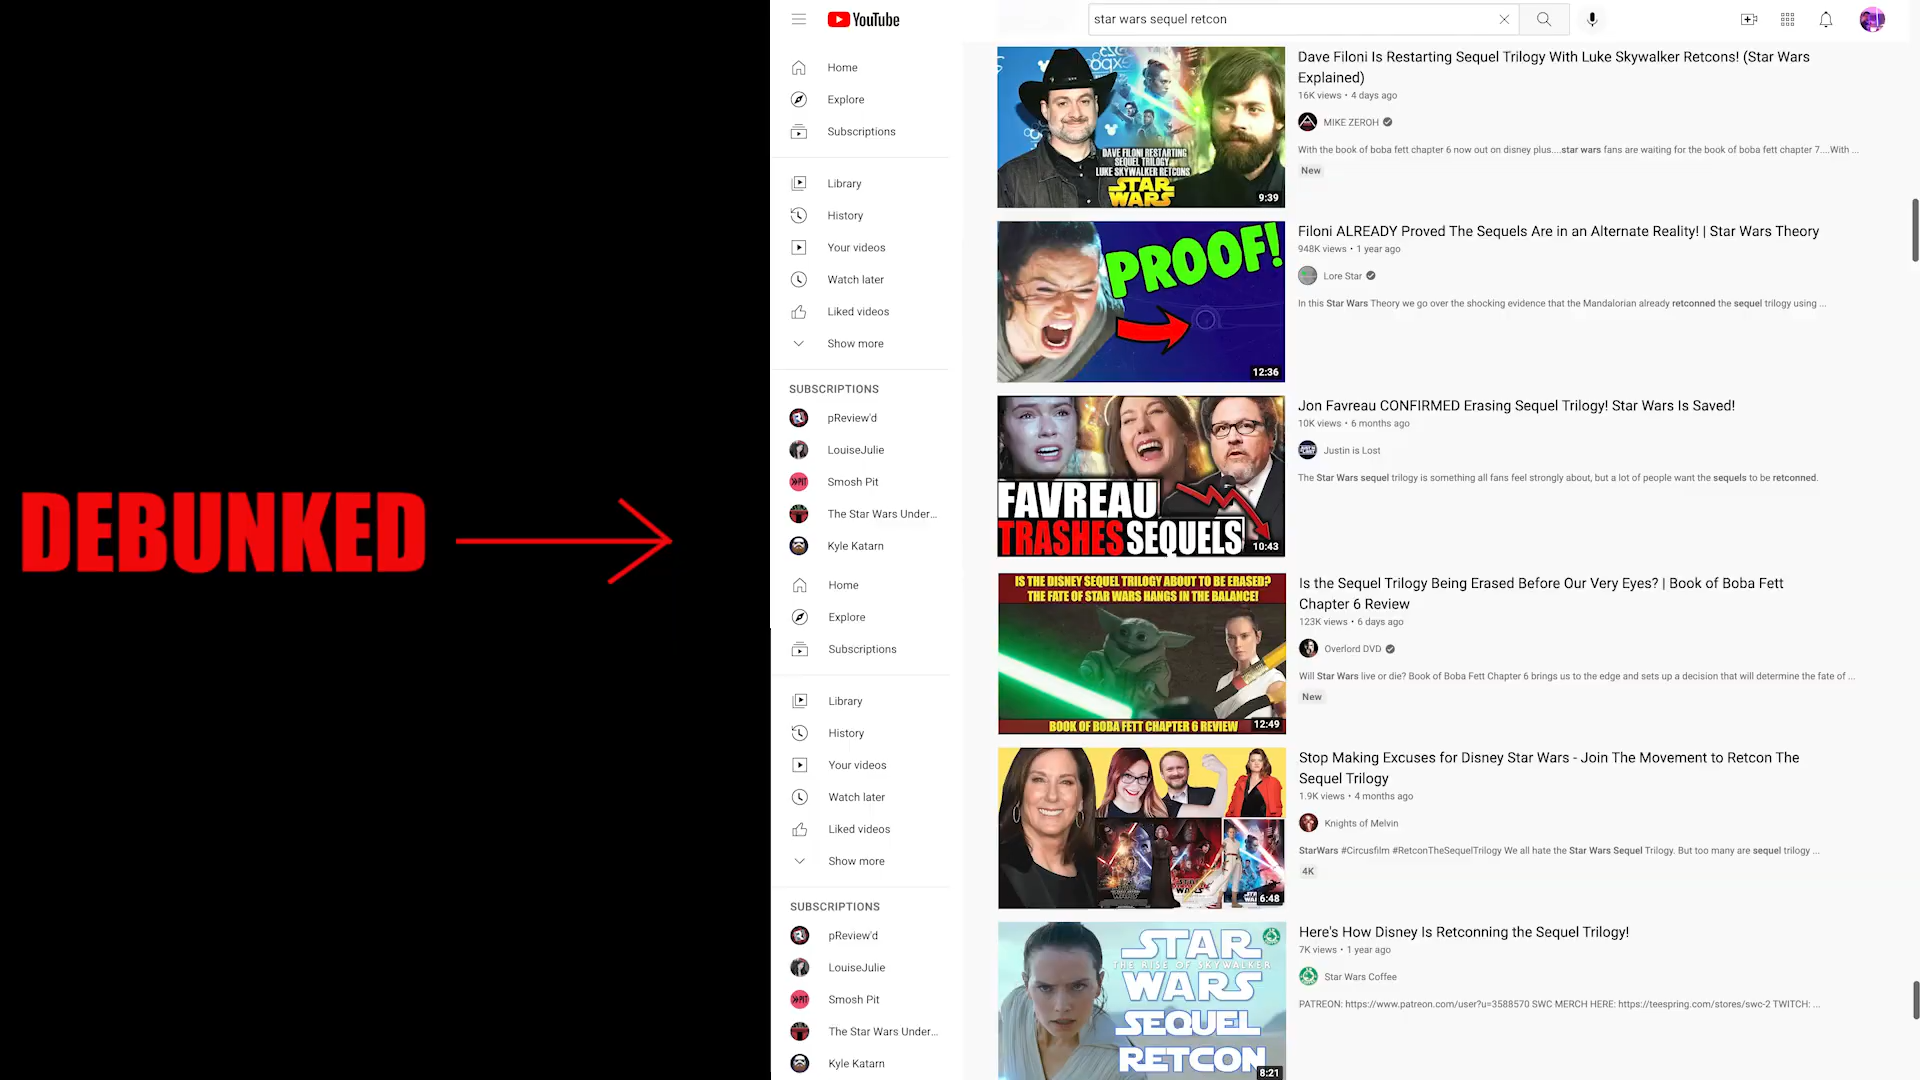 DEBUNKED
YouTube
star wars sequel retcon
Home
Explore
Subscriptions
Library
History
Your videos
Watch later
Liked videos
Show more
SUBSCRIPTIONS
pReview'd
LouiseJulie
Smosh Pit
The Star Wars Under...
Kyle Katarn
Home
Explore
Subscriptions
Library
History
Your videos
Watch later
Liked videos
Show more
SUBSCRIPTIONS
pReview'd
LouiseJulie
Smosh Pit
The Star Wars Under...
Kyle Katarn
DAVE FILONI RESTARTING
SEQUEL TRILOGY
LUKE SKYWALKER RETCONS
STAR
WARS
9:39
Dave Filoni Is Restarting Sequel Trilogy With Luke Skywalker Retcons! (Star Wars
Explained)
16K views • 4 days ago
MIKE ZEROH
With the book of boba fett chapter 6 now out on disney plus....star wars fans are waiting for the book of boba fett chapter 7....With ...
New
PROOF!
12:36
Filoni ALREADY Proved The Sequels Are in an Alternate Reality! | Star Wars Theory
948K views • 1 year ago
Lore Star
In this Star Wars Theory we go over the shocking evidence that the Mandalorian already retconned the sequel trilogy using ...
FAVREAU
TRASHES SEQUELS
10:43
Jon Favreau CONFIRMED Erasing Sequel Trilogy! Star Wars Is Saved!
10K views • 6 months ago
Justin is Lost
The Star Wars sequel trilogy is something all fans feel strongly about, but a lot of people want the sequels to be retconned.
IS THE DISNEY SEQUEL TRILOGY ABOUT TO BE ERASED?
THE FATE OF STAR WARS HANGS IN THE BALANCE!
BOOK OF BOBA FETT CHAPTER 6 REVIEW
12:49
Is the Sequel Trilogy Being Erased Before Our Very Eyes? | Book of Boba Fett
Chapter 6 Review
123K views • 6 days ago
Overlord DVD
Will Star Wars live or die? Book of Boba Fett Chapter 6 brings us to the edge and sets up a decision that will determine the fate of ...
New
6:48
Stop Making Excuses for Disney Star Wars - Join The Movement to Retcon The
Sequel Trilogy
1.9K views • 4 months ago
Knights of Melvin
StarWars #Circusfilm #RetconTheSequelTrilogy We all hate the Star Wars Sequel Trilogy. But too many are sequel trilogy ...
4K
STAR
THE RISE OF SKYWALKER
WARS
SEQUEL
RETCON
8:21
Here's How Disney Is Retconning the Sequel Trilogy!
7K views • 1 year ago
Star Wars Coffee
PATREON: https://www.patreon.com/user?u=3588570 SWC MERCH HERE: https://teespring.com/stores/swc-2 TWITCH: ...